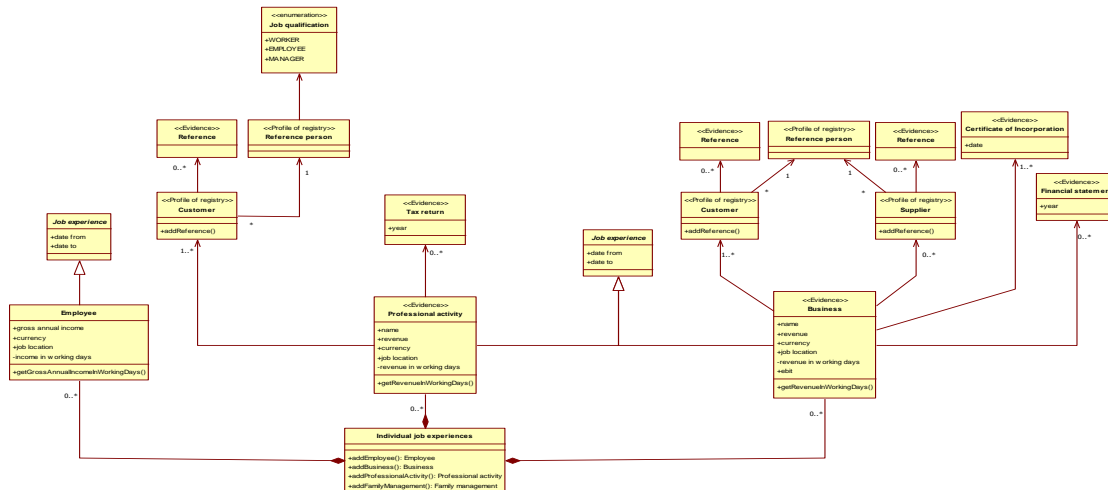 <<enumeration>>
Job qualification
+WORKER
+EMPLOYEE
+MANAGER
<<Evidence>>
Reference
<<Profile of registry>>
Reference person
0..*
1
<<Profile of registry>>
Customer
+addReference()
*
1..*
Job experience
+date from
+date to
Employee
+gross annual income
+currency
+job location
-income in working days
+getGrossAnnualIncomeInWorkingDays()
0..*
<<Evidence>>
Tax return
+year
0..*
<<Evidence>>
Professional activity
+name
+revenue
+currency
+job location
-revenue in working days
+getRevenueInWorkingDays()
0..*
Job experience
+date from
+date to
<<Evidence>>
Reference
<<Profile of registry>>
Reference person
<<Evidence>>
Reference
<<Evidence>>
Certificate of Incorporation
+date
0..*
1
1
0..*
1..*
*
*
<<Profile of registry>>
Customer
+addReference()
<<Profile of registry>>
Supplier
+addReference()
<<Evidence>>
Financial statemer
+year
1..*
0..*
0..*
<<Evidence>>
Business
+name
+revenue
+currency
+job location
-revenue in working days
+ebit
+getRevenueInWorkingDays()
0..*
Individual job experiences
+addEmployee(): Employee
+addBusiness(): Business
+addProfessionalActivity(): Professional activity
+addFamilyManagement(): Family management